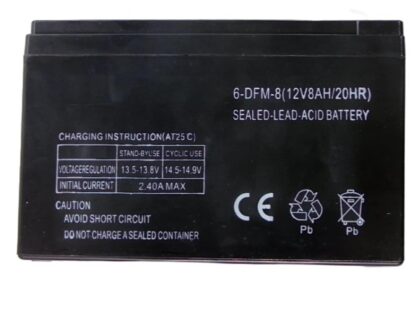 6-DFM-8(12V8AH/20HR)
SEALED-LEAD-ACID BATTERY
CHARGING INSTRUCTION(AT25 C)
STAND-BYUSE CYCLIC USE
VOLTAGEREGULATION 13.5-13.8V 14.5-14.9V
INITIAL CURRENT 2.40A MAX
CAUTION
AVOID SHORT CIRCUIT
DO NOT CHARGE A SEALED CONTAINER
CE
Pb Pb